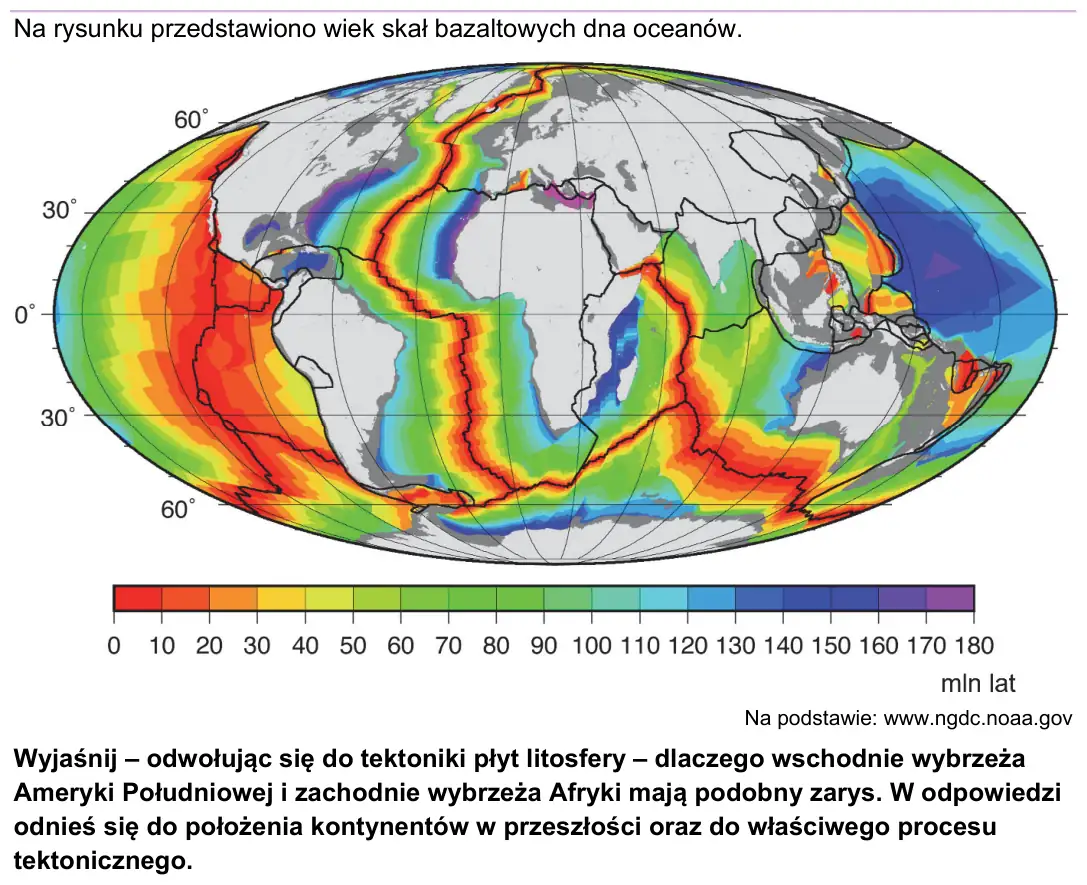 Na rysunku przedstawiono wiek skał bazaltowych dna oceanów.
60°
30°
0°
30°
60°
0 10 20 30 40 50 60 70 80 90 100 110 120 130 140 150 160 170 180
mln lat
Na podstawie: www.ngdc.noaa.gov
Wyjaśnij – odwołując się do tektoniki płyt litosfery – dlaczego wschodnie wybrzeża
Ameryki Południowej i zachodnie wybrzeża Afryki mają podobny zarys. W odpowiedzi
odnieś się do położenia kontynentów w przeszłości oraz do właściwego procesu
tektonicznego.